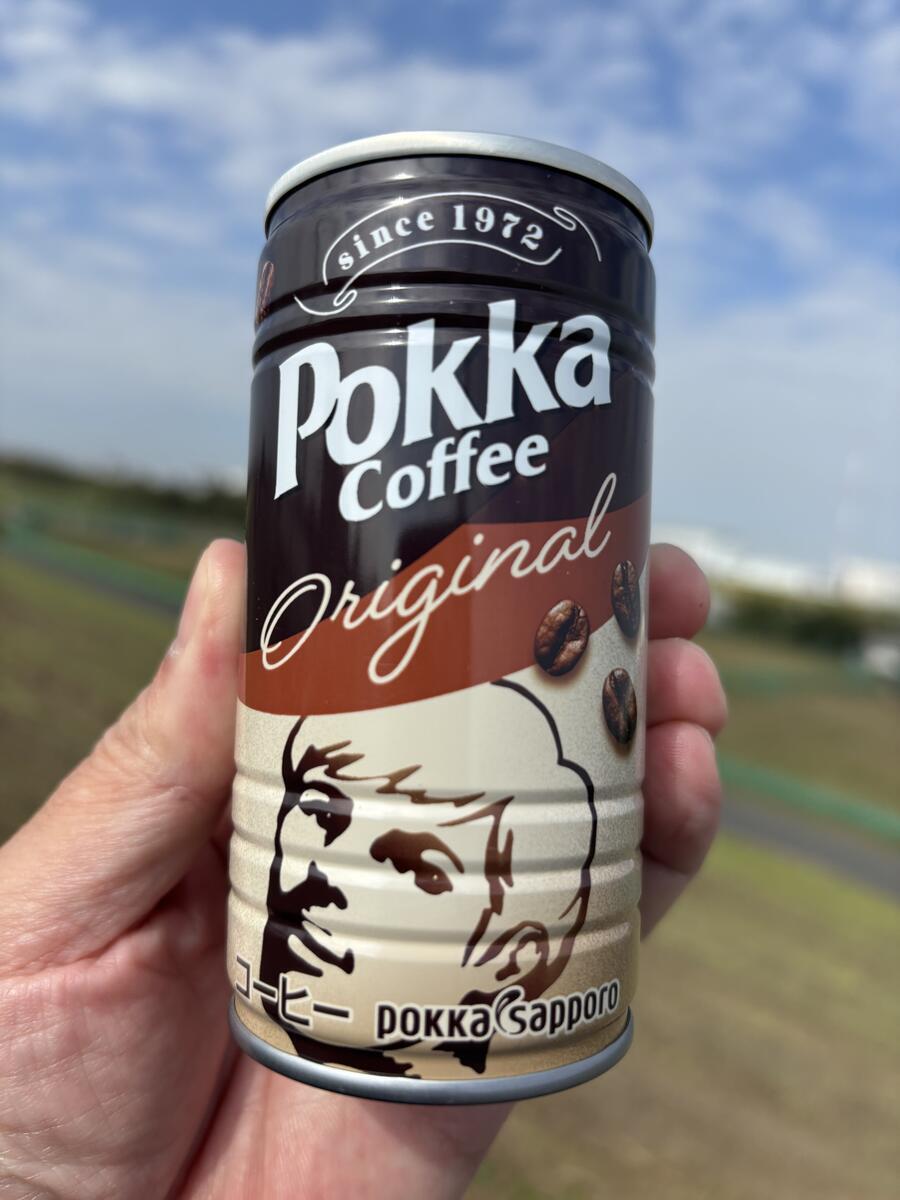 since 1972
Pokka
Coffee
Original
コーヒー
pokka sapporo